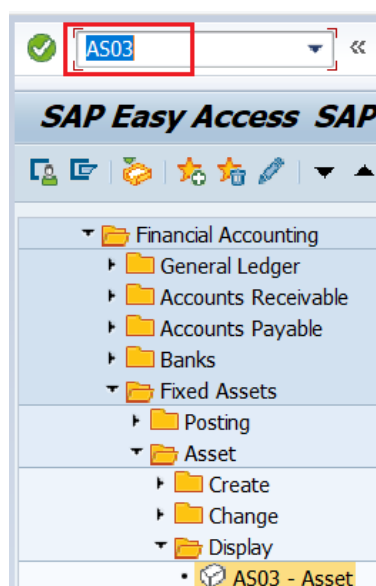 AS03
SAP Easy Access SAP
Financial Accounting
General Ledger
Accounts Receivable
Accounts Payable
Banks
Fixed Assets
Posting
Asset
Create
Change
Display
AS03 - Asset